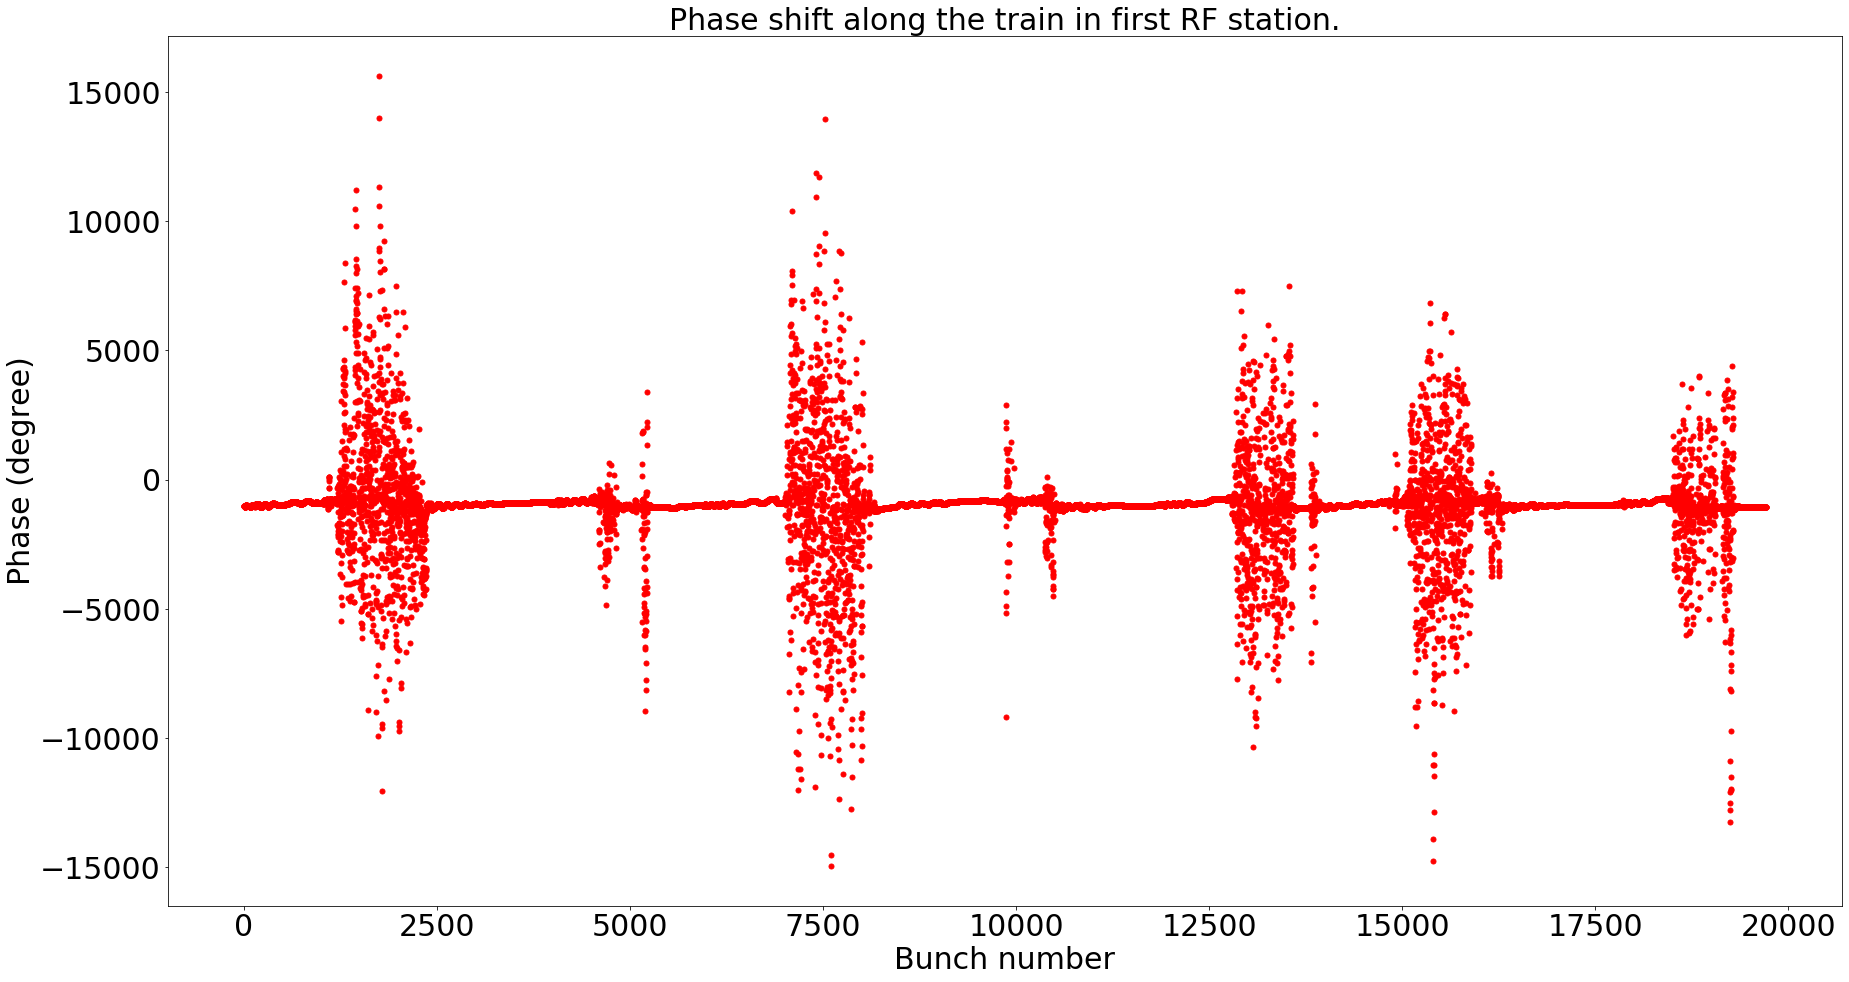 Phase shift along the train in first RF station.
15000
10000
5000
0
−5000
−10000
−15000
Phase (degree)
0 2500 5000 7500 10000 12500 15000 17500 20000
Bunch number